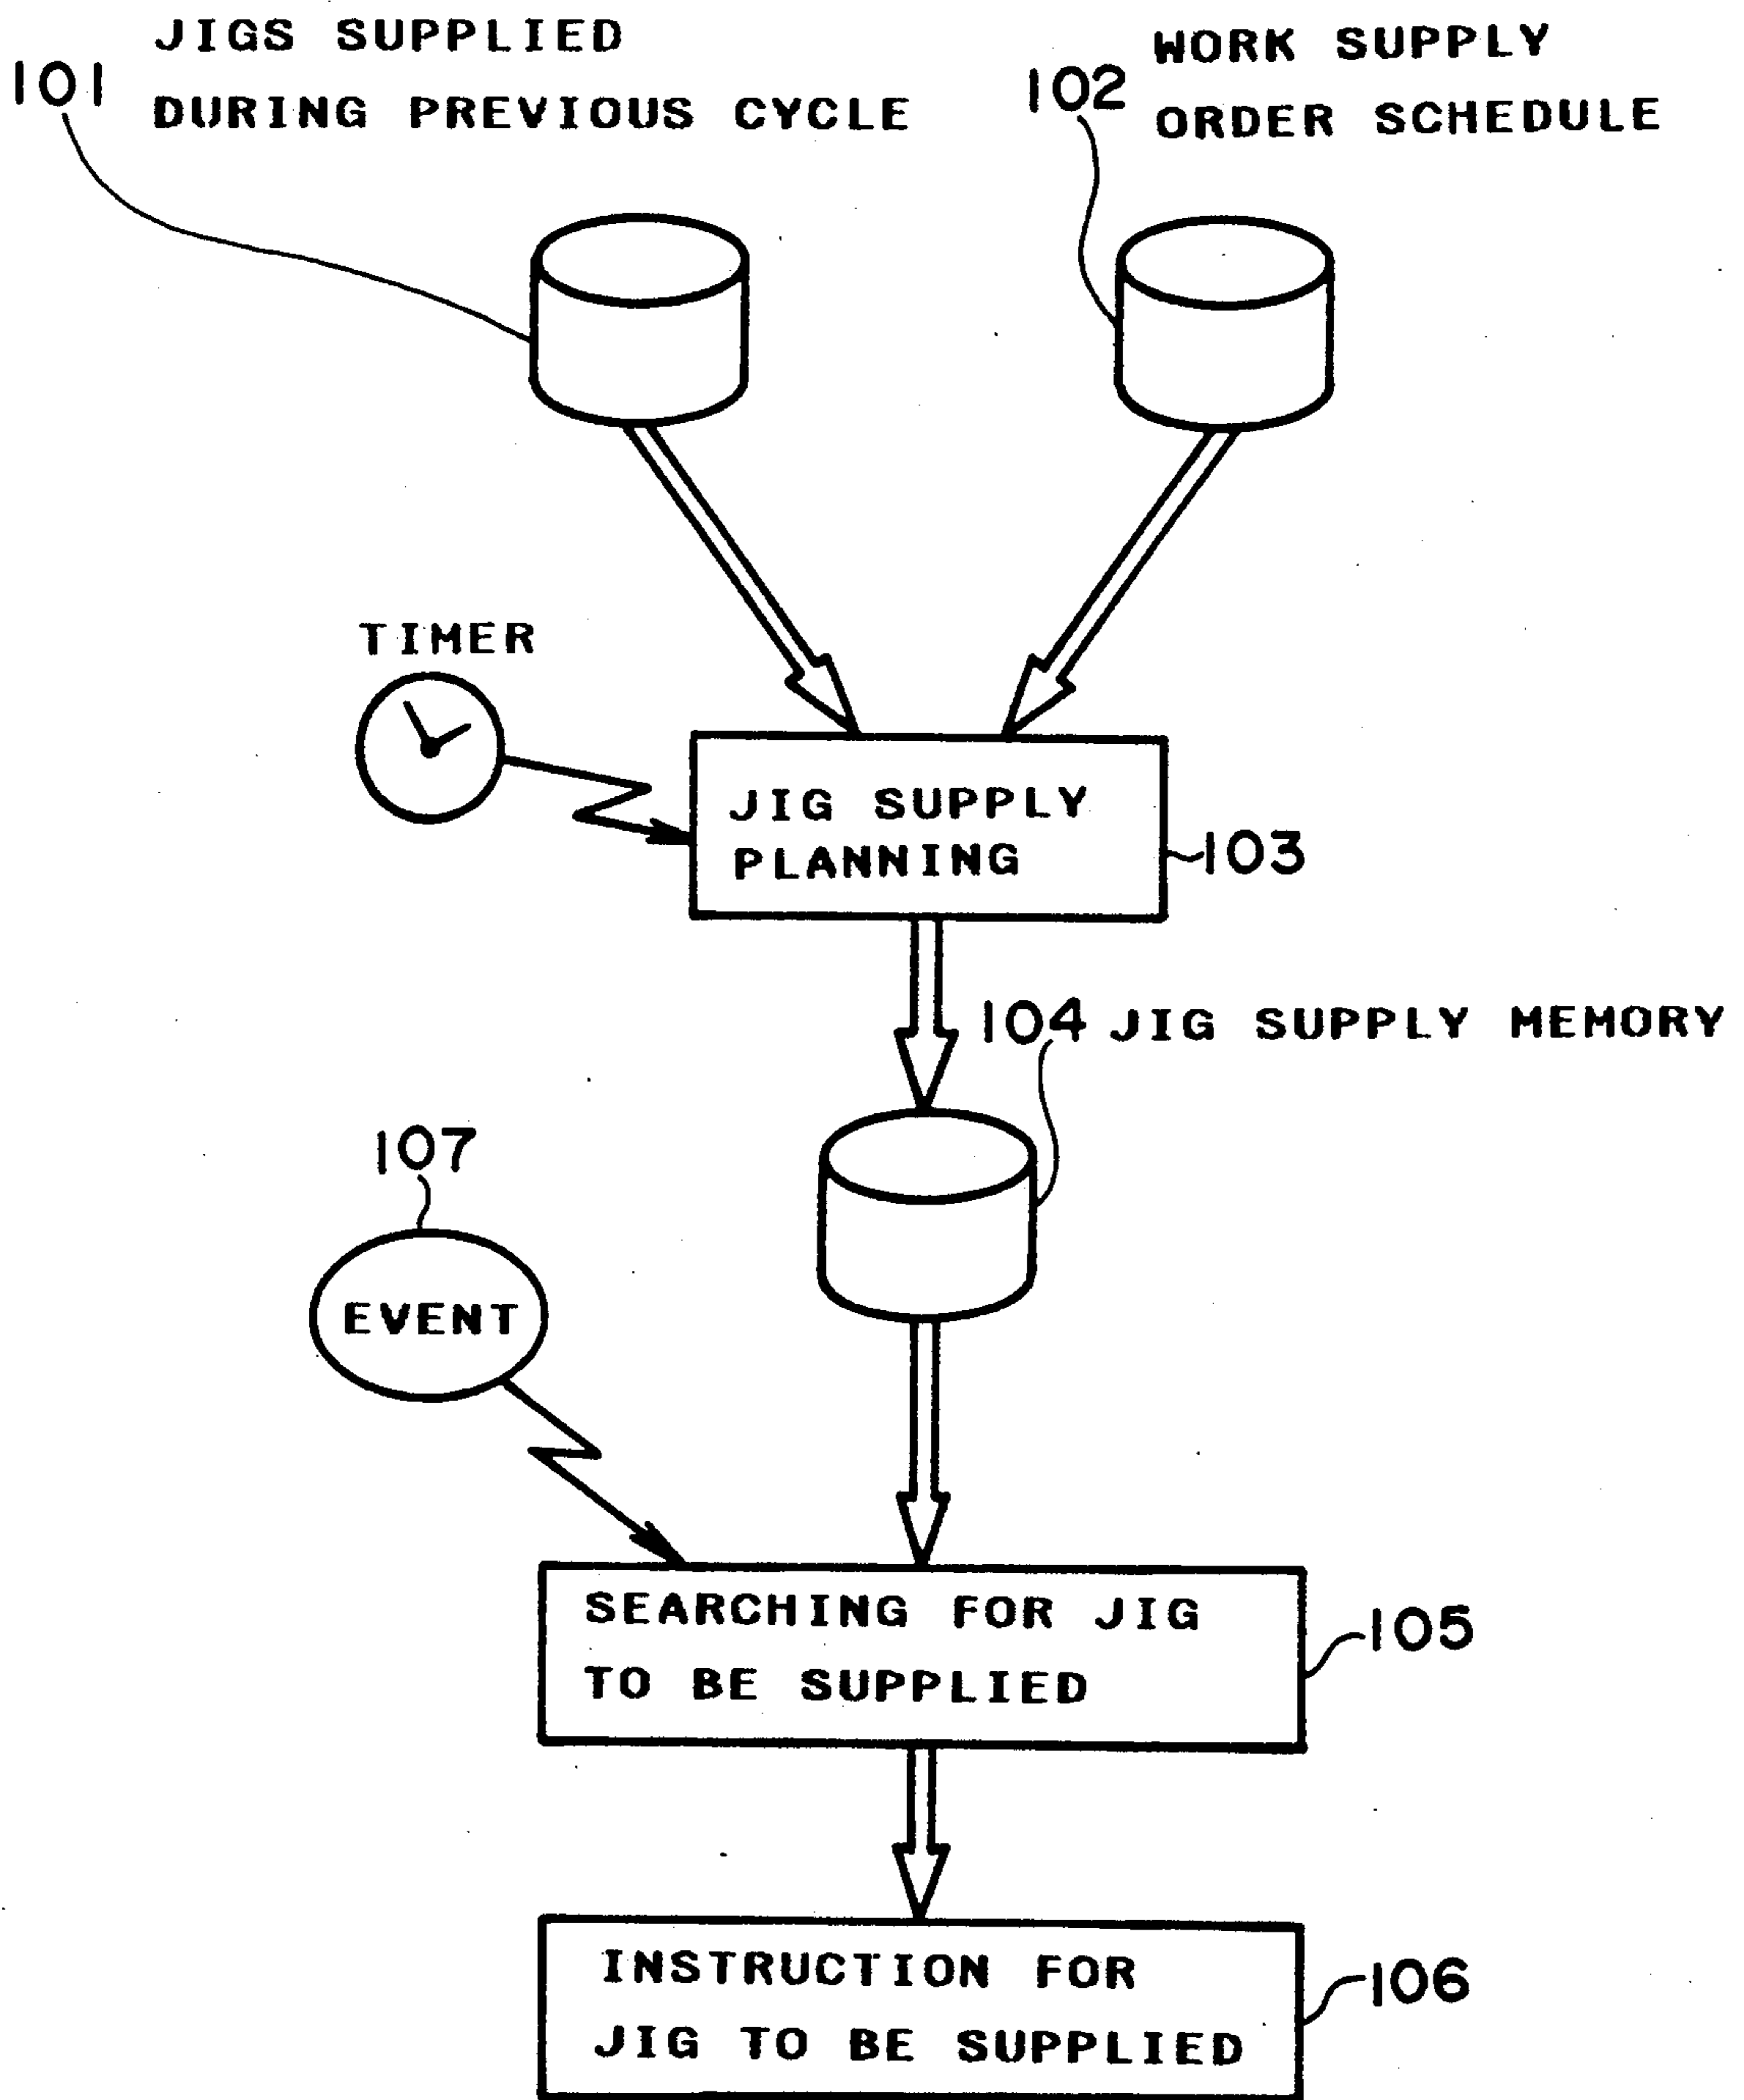 JIGS SUPPLIED
DURING PREVIOUS CYCLE
101
WORK SUPPLY
ORDER SCHEDULE
102
TIMER
JIG SUPPLY
PLANNING
103
104 JIG SUPPLY MEMORY
107
EVENT
SEARCHING FOR JIG
TO BE SUPPLIED
105
INSTRUCTION FOR
JIG TO BE SUPPLIED
106